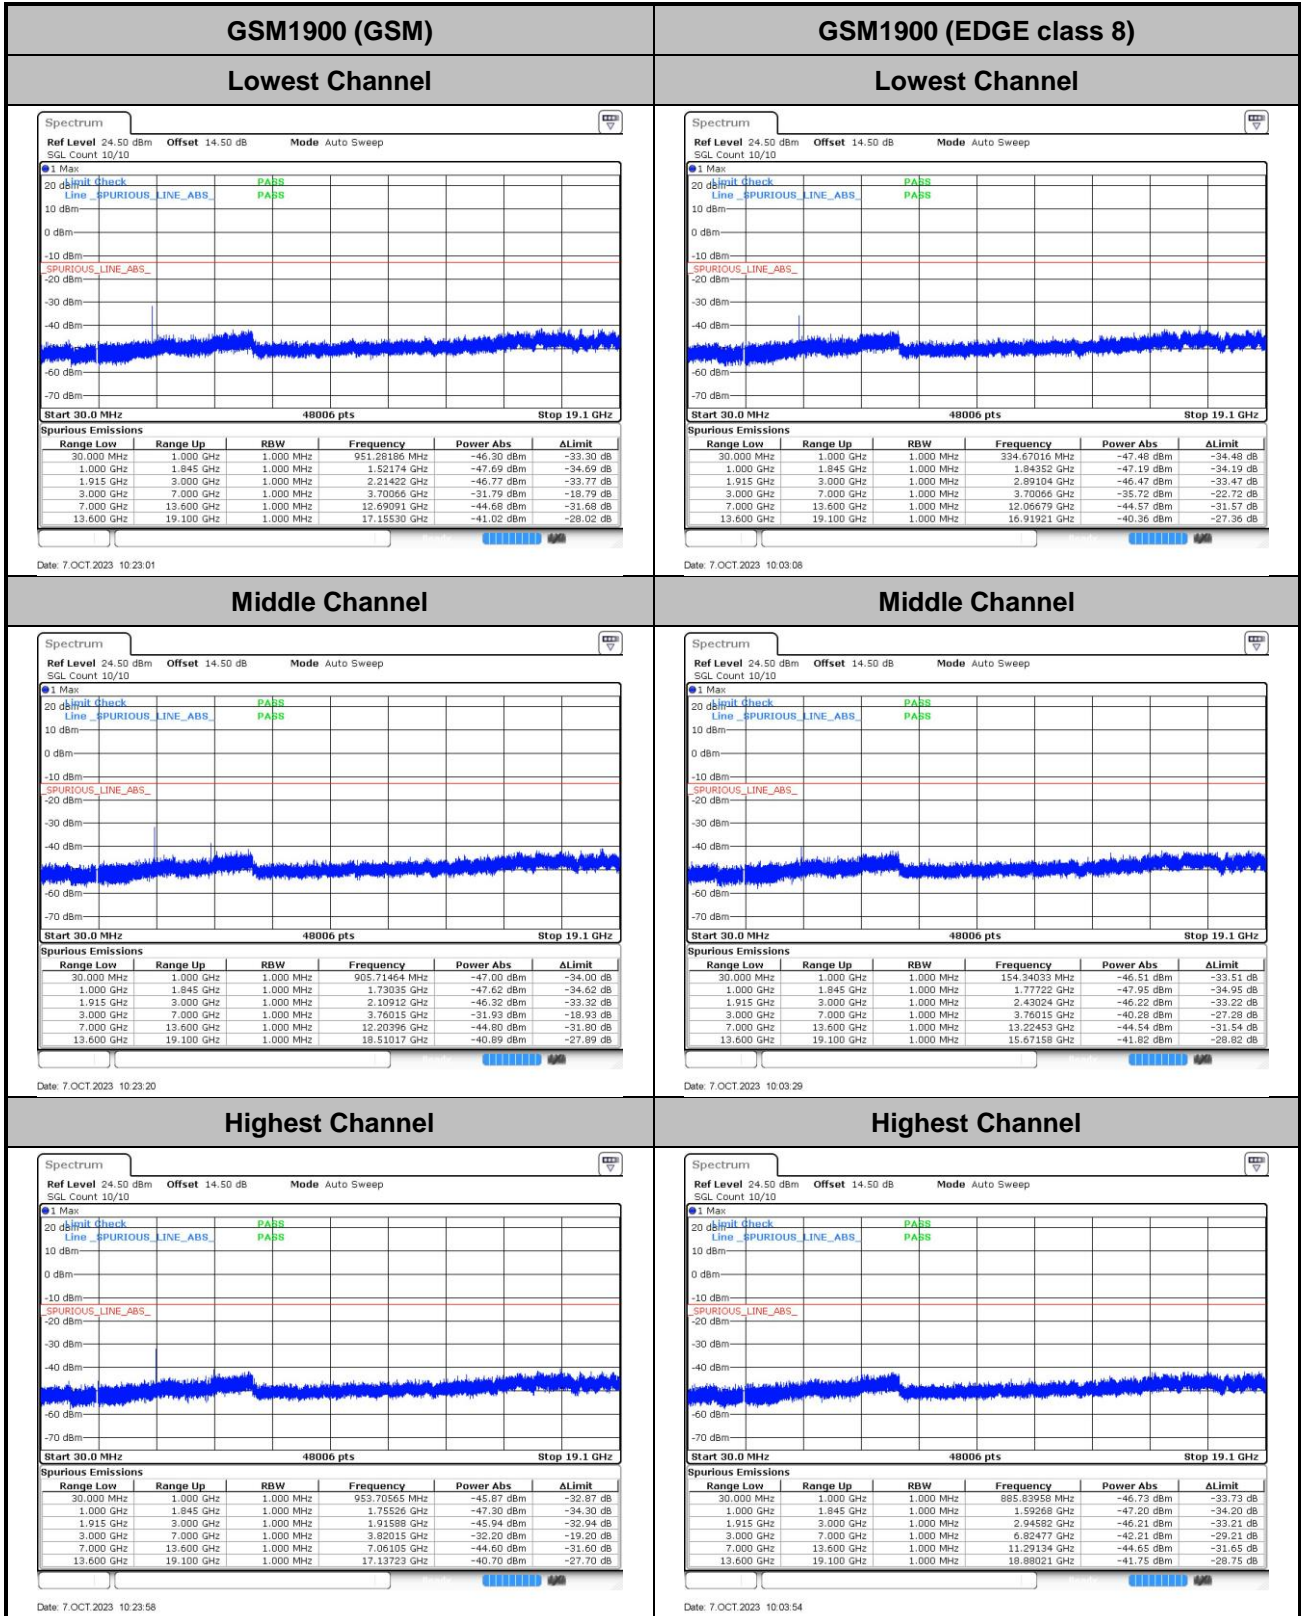 GSM1900 (GSM)
GSM1900 (EDGE class 8)
Lowest Channel
Lowest Channel
Spectrum
Ref Level 24.50 dBm Offset 14.50 dB Mode Auto Sweep
SGL Count 10/10
1 Max
20 dBm
Limit Check PASS
Line _SPURIOUS_LINE_ABS_ PASS
10 dBm
0 dBm
-10 dBm
_SPURIOUS_LINE_ABS_
-20 dBm
-30 dBm
-40 dBm
-60 dBm
-70 dBm
Start 30.0 MHz 48006 pts Stop 19.1 GHz
Spurious Emissions
Range Low Range Up RBW Frequency Power Abs ΔLimit
30.000 MHz 1.000 GHz 1.000 MHz 951.28186 MHz -46.30 dBm -33.30 dB
1.000 GHz 1.845 GHz 1.000 MHz 1.52174 GHz -47.69 dBm -34.69 dB
1.915 GHz 3.000 GHz 1.000 MHz 2.21422 GHz -46.77 dBm -33.77 dB
3.000 GHz 7.000 GHz 1.000 MHz 3.70066 GHz -31.79 dBm -18.79 dB
7.000 GHz 13.600 GHz 1.000 MHz 12.69091 GHz -44.68 dBm -31.68 dB
13.600 GHz 19.100 GHz 1.000 MHz 17.15530 GHz -41.02 dBm -28.02 dB
Date: 7.OCT.2023 10:23:01
Spectrum
Ref Level 24.50 dBm Offset 14.50 dB Mode Auto Sweep
SGL Count 10/10
1 Max
20 dBm
Limit Check PASS
Line _SPURIOUS_LINE_ABS_ PASS
10 dBm
0 dBm
-10 dBm
_SPURIOUS_LINE_ABS_
-20 dBm
-30 dBm
-40 dBm
-60 dBm
-70 dBm
Start 30.0 MHz 48006 pts Stop 19.1 GHz
Spurious Emissions
Range Low Range Up RBW Frequency Power Abs ΔLimit
30.000 MHz 1.000 GHz 1.000 MHz 334.67016 MHz -47.48 dBm -34.48 dB
1.000 GHz 1.845 GHz 1.000 MHz 1.84352 GHz -47.19 dBm -34.19 dB
1.915 GHz 3.000 GHz 1.000 MHz 2.89104 GHz -46.47 dBm -33.47 dB
3.000 GHz 7.000 GHz 1.000 MHz 3.70066 GHz -35.72 dBm -22.72 dB
7.000 GHz 13.600 GHz 1.000 MHz 12.06679 GHz -44.57 dBm -31.57 dB
13.600 GHz 19.100 GHz 1.000 MHz 16.91921 GHz -40.36 dBm -27.36 dB
Date: 7.OCT.2023 10:03:08
Middle Channel
Middle Channel
Spectrum
Ref Level 24.50 dBm Offset 14.50 dB Mode Auto Sweep
SGL Count 10/10
1 Max
20 dBm
Limit Check PASS
Line _SPURIOUS_LINE_ABS_ PASS
10 dBm
0 dBm
-10 dBm
_SPURIOUS_LINE_ABS_
-20 dBm
-30 dBm
-40 dBm
-60 dBm
-70 dBm
Start 30.0 MHz 48006 pts Stop 19.1 GHz
Spurious Emissions
Range Low Range Up RBW Frequency Power Abs ΔLimit
30.000 MHz 1.000 GHz 1.000 MHz 905.71464 MHz -47.00 dBm -34.00 dB
1.000 GHz 1.845 GHz 1.000 MHz 1.73035 GHz -47.62 dBm -34.62 dB
1.915 GHz 3.000 GHz 1.000 MHz 2.10912 GHz -46.32 dBm -33.32 dB
3.000 GHz 7.000 GHz 1.000 MHz 3.76015 GHz -31.93 dBm -18.93 dB
7.000 GHz 13.600 GHz 1.000 MHz 12.20396 GHz -44.80 dBm -31.80 dB
13.600 GHz 19.100 GHz 1.000 MHz 18.51017 GHz -40.89 dBm -27.89 dB
Date: 7.OCT.2023 10:23:20
Spectrum
Ref Level 24.50 dBm Offset 14.50 dB Mode Auto Sweep
SGL Count 10/10
1 Max
20 dBm
Limit Check PASS
Line _SPURIOUS_LINE_ABS_ PASS
10 dBm
0 dBm
-10 dBm
_SPURIOUS_LINE_ABS_
-20 dBm
-30 dBm
-40 dBm
-60 dBm
-70 dBm
Start 30.0 MHz 48006 pts Stop 19.1 GHz
Spurious Emissions
Range Low Range Up RBW Frequency Power Abs ΔLimit
30.000 MHz 1.000 GHz 1.000 MHz 154.34033 MHz -46.51 dBm -33.51 dB
1.000 GHz 1.845 GHz 1.000 MHz 1.77722 GHz -47.95 dBm -34.95 dB
1.915 GHz 3.000 GHz 1.000 MHz 2.43024 GHz -46.22 dBm -33.22 dB
3.000 GHz 7.000 GHz 1.000 MHz 3.76015 GHz -40.28 dBm -27.28 dB
7.000 GHz 13.600 GHz 1.000 MHz 13.22453 GHz -44.54 dBm -31.54 dB
13.600 GHz 19.100 GHz 1.000 MHz 15.67158 GHz -41.82 dBm -28.82 dB
Date: 7.OCT.2023 10:03:29
Highest Channel
Highest Channel
Spectrum
Ref Level 24.50 dBm Offset 14.50 dB Mode Auto Sweep
SGL Count 10/10
1 Max
20 dBm
Limit Check PASS
Line _SPURIOUS_LINE_ABS_ PASS
10 dBm
0 dBm
-10 dBm
_SPURIOUS_LINE_ABS_
-20 dBm
-30 dBm
-40 dBm
-60 dBm
-70 dBm
Start 30.0 MHz 48006 pts Stop 19.1 GHz
Spurious Emissions
Range Low Range Up RBW Frequency Power Abs ΔLimit
30.000 MHz 1.000 GHz 1.000 MHz 953.70565 MHz -45.87 dBm -32.87 dB
1.000 GHz 1.845 GHz 1.000 MHz 1.75526 GHz -47.30 dBm -34.30 dB
1.915 GHz 3.000 GHz 1.000 MHz 1.91588 GHz -45.94 dBm -32.94 dB
3.000 GHz 7.000 GHz 1.000 MHz 3.82015 GHz -32.20 dBm -19.20 dB
7.000 GHz 13.600 GHz 1.000 MHz 7.06105 GHz -44.60 dBm -31.60 dB
13.600 GHz 19.100 GHz 1.000 MHz 17.13723 GHz -40.70 dBm -27.70 dB
Date: 7.OCT.2023 10:23:58
Spectrum
Ref Level 24.50 dBm Offset 14.50 dB Mode Auto Sweep
SGL Count 10/10
1 Max
20 dBm
Limit Check PASS
Line _SPURIOUS_LINE_ABS_ PASS
10 dBm
0 dBm
-10 dBm
_SPURIOUS_LINE_ABS_
-20 dBm
-30 dBm
-40 dBm
-60 dBm
-70 dBm
Start 30.0 MHz 48006 pts Stop 19.1 GHz
Spurious Emissions
Range Low Range Up RBW Frequency Power Abs ΔLimit
30.000 MHz 1.000 GHz 1.000 MHz 885.83958 MHz -46.73 dBm -33.73 dB
1.000 GHz 1.845 GHz 1.000 MHz 1.59268 GHz -47.20 dBm -34.20 dB
1.915 GHz 3.000 GHz 1.000 MHz 2.94582 GHz -46.21 dBm -33.21 dB
3.000 GHz 7.000 GHz 1.000 MHz 6.82477 GHz -42.21 dBm -29.21 dB
7.000 GHz 13.600 GHz 1.000 MHz 11.29134 GHz -44.65 dBm -31.65 dB
13.600 GHz 19.100 GHz 1.000 MHz 18.88021 GHz -41.75 dBm -28.75 dB
Date: 7.OCT.2023 10:03:54